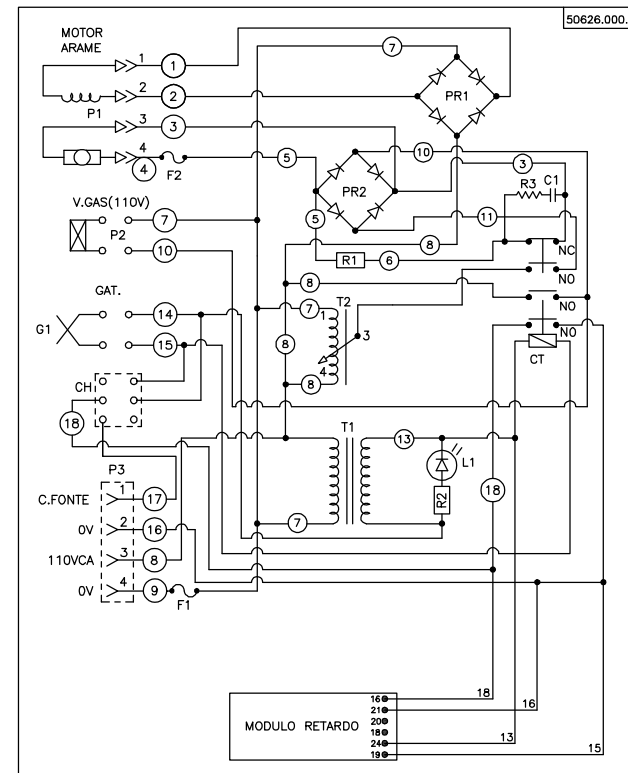 50626.000.
MOTOR
ARAME
7
1
1
2
2
PR1
P1
3
3
4
4
F2
5
10
3
R3
C1
PR2
V.GAS(110V)
7
P2
5
11
8
10
R1
6
NC
NO
GAT.
8
14
7
T2
1
NO
G1
15
8
3
NO
4
CT
CH
8
18
T1
13
L1
P3
18
C.FONTE
1
17
R2
0V
2
16
7
110VCA
3
8
0V
4
9
F1
16
18
21
16
MODULO RETARDO
20
18
24
13
19
15